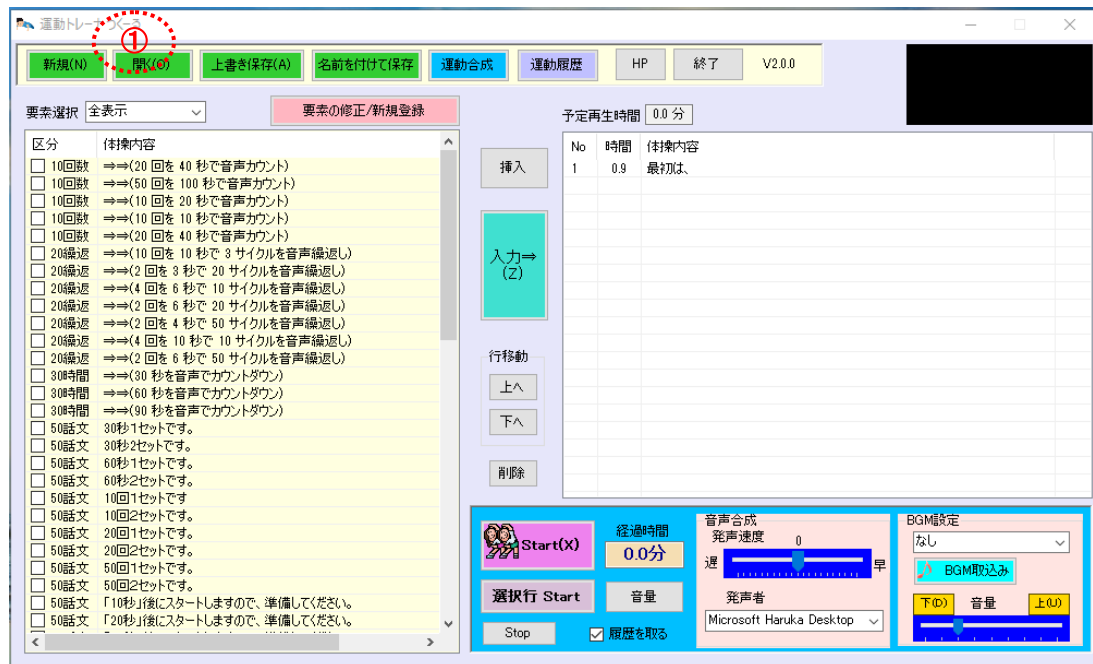 運動トレーナーつくーる
①
新規(N) 開く(O) 上書き保存(A) 名前を付けて保存 運動合成 運動履歴 HP 終了 V2.0.0
要素選択 全表示 要素の修正/新規登録
予定再生時間 0.0 分
区分 体操内容
10回数 ⇒⇒(20 回を 40 秒で音声カウント)
10回数 ⇒⇒(50 回を 100 秒で音声カウント)
10回数 ⇒⇒(10 回を 20 秒で音声カウント)
10回数 ⇒⇒(10 回を 10 秒で音声カウント)
10回数 ⇒⇒(20 回を 40 秒で音声カウント)
20繰返 ⇒⇒(10 回を 10 秒で 3 サイクルを音声繰返し)
20繰返 ⇒⇒(2 回を 3 秒で 20 サイクルを音声繰返し)
20繰返 ⇒⇒(4 回を 6 秒で 10 サイクルを音声繰返し)
20繰返 ⇒⇒(2 回を 6 秒で 20 サイクルを音声繰返し)
20繰返 ⇒⇒(2 回を 4 秒で 50 サイクルを音声繰返し)
20繰返 ⇒⇒(4 回を 10 秒で 10 サイクルを音声繰返し)
20繰返 ⇒⇒(2 回を 6 秒で 50 サイクルを音声繰返し)
30時間 ⇒⇒(30 秒を音声でカウントダウン)
30時間 ⇒⇒(60 秒を音声でカウントダウン)
30時間 ⇒⇒(90 秒を音声でカウントダウン)
50話文 30秒1セットです。
50話文 30秒2セットです。
50話文 60秒1セットです。
50話文 60秒2セットです。
50話文 10回1セットです
50話文 10回2セットです。
50話文 20回1セットです。
50話文 20回2セットです。
50話文 50回1セットです。
50話文 50回2セットです。
50話文 「10秒」後にスタートしますので、準備してください。
50話文 「20秒」後にスタートしますので、準備してください。
挿入
入力⇒
(Z)
行移動
上へ
下へ
削除
No 時間 体操内容
1 0.9 最初は、
Start(X)
選択行 Start
Stop
経過時間
0.0分
音量
履歴を取る
音声合成
発声速度 0
遅 早
発声者
Microsoft Haruka Desktop
BGM設定
なし
BGM取込み
下(D) 音量 上(U)